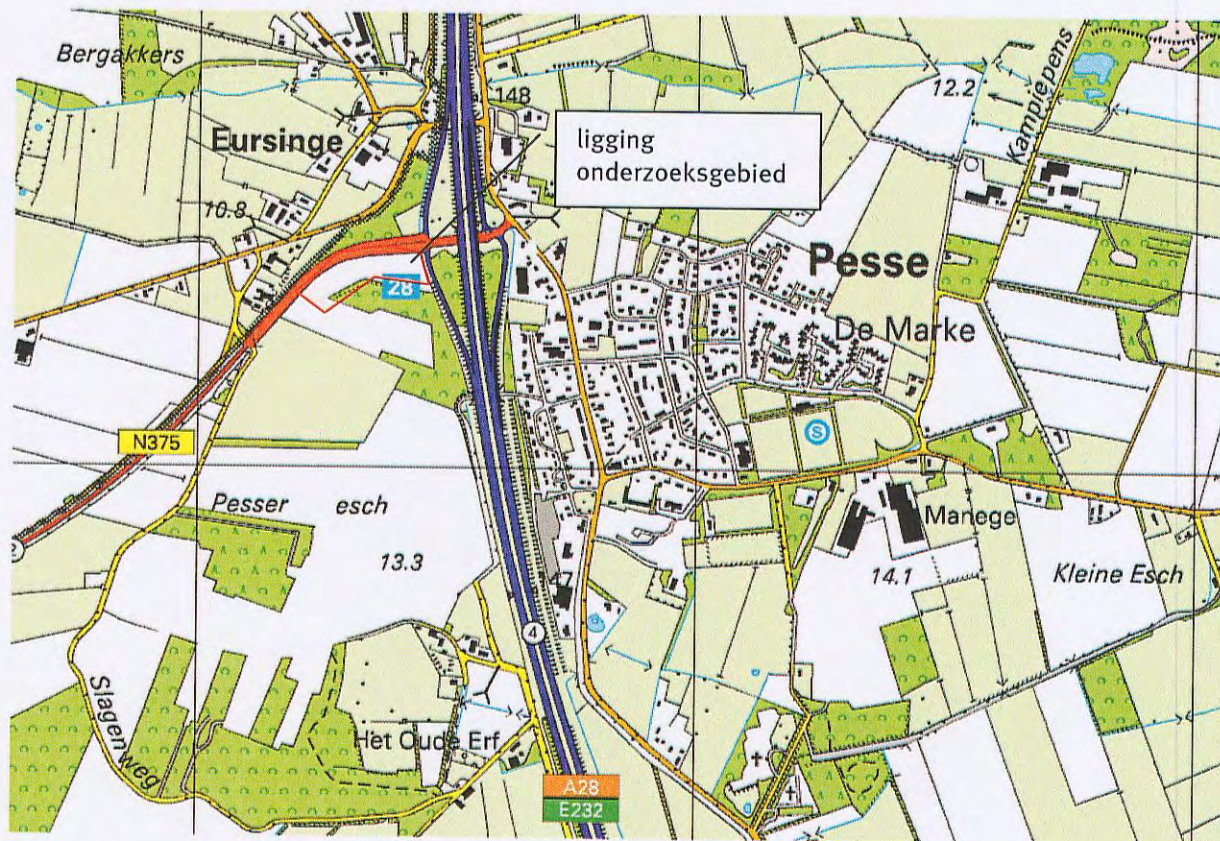 Bergakkers
148
12.2
Kamplepens
Eursinge
ligging
onderzoeksgebied
10.8
Pesse
28
De Marke
N375
S
Pesser esch
Manege
13.3
14.1
Kleine Esch
47
4
Slagenweg
Het Oude Erf
A28
E232